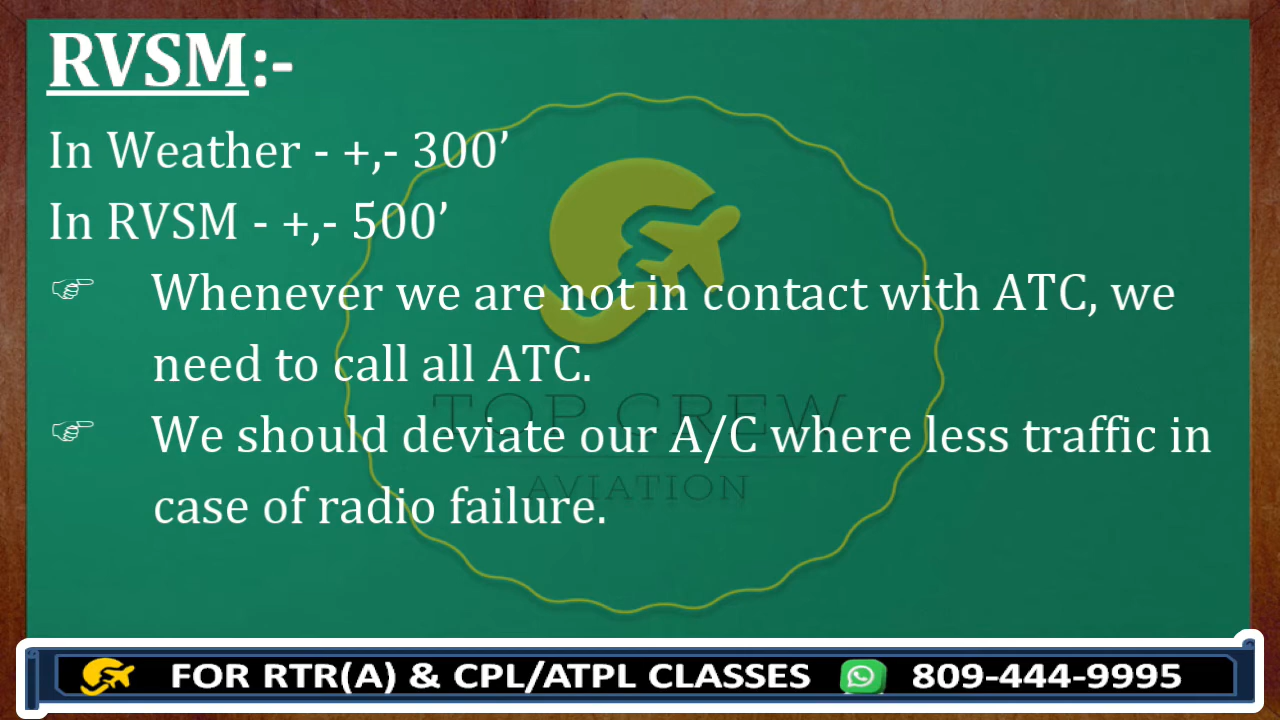 RVSM:-
In Weather - +,- 300’
In RVSM - +,- 500’
☞ Whenever we are not in contact with ATC, we
need to call all ATC.
TOP CREW
☞ We should deviate our A/C where less traffic in
AVIATION
case of radio failure.
FOR RTR(A) & CPL/ATPL CLASSES 809-444-9995